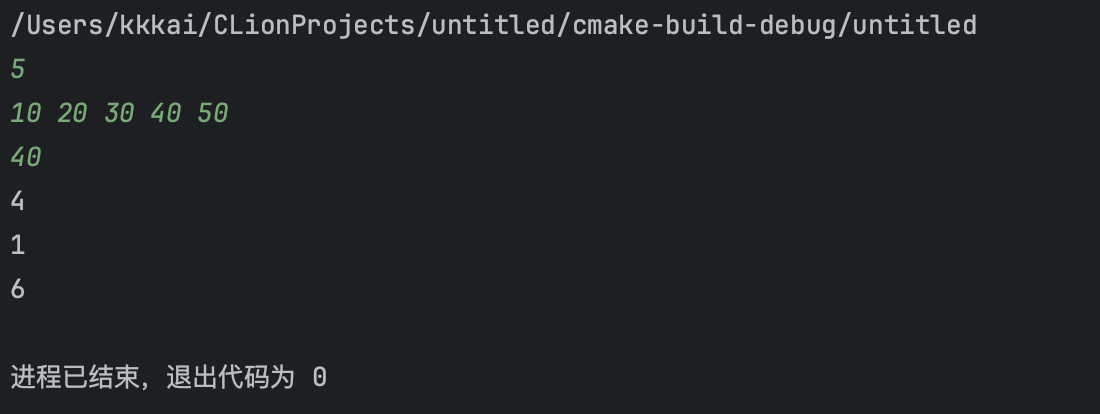 /Users/kkkai/CLionProjects/untitled/cmake-build-debug/untitled
5
10 20 30 40 50
40
4
1
6
进程已结束，退出代码为 0